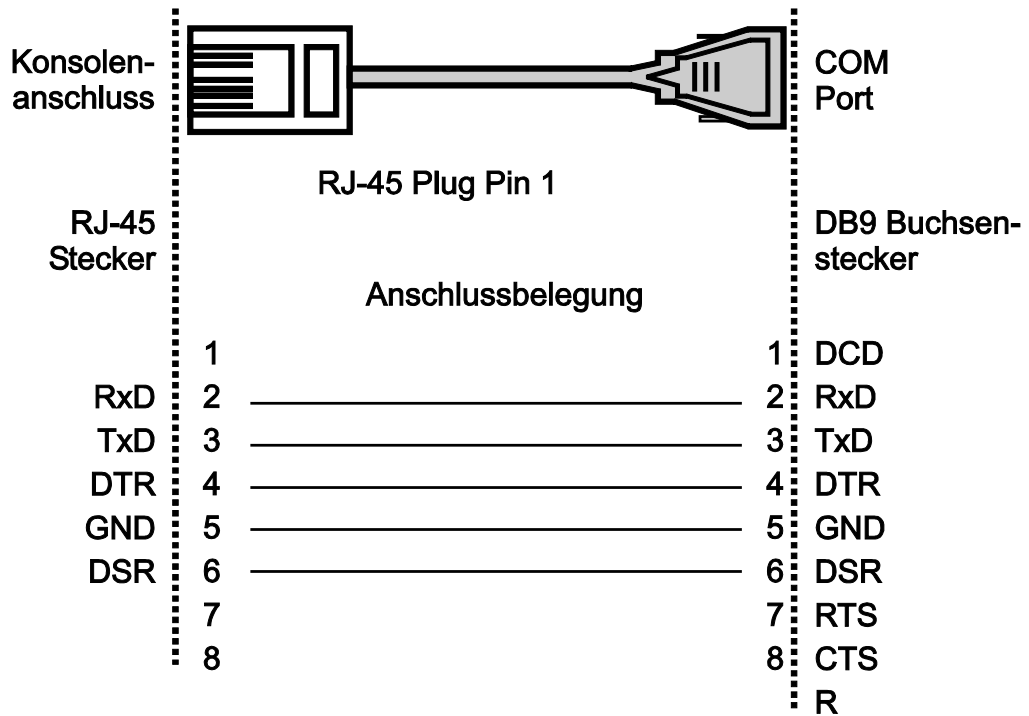 Konsolen-
anschluss
COM
Port
RJ-45 Plug Pin 1
RJ-45
Stecker
DB9 Buchsen-
stecker
Anschlussbelegung
1 1 DCD
RxD 2 2 RxD
TxD 3 3 TxD
DTR 4 4 DTR
GND 5 5 GND
DSR 6 6 DSR
7 7 RTS
8 8 CTS
R